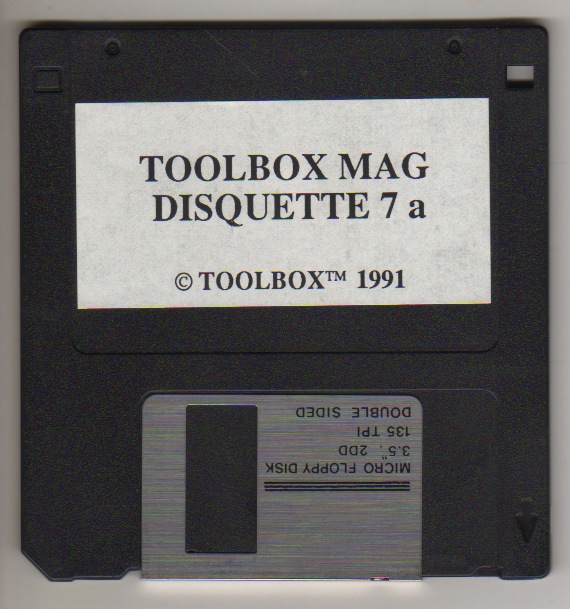 TOOLBOX MAG
DISQUETTE 7 a
© TOOLBOX™ 1991
MICRO FLOPPY DISK
3.5", 2DD
135 TPI
DOUBLE SIDED